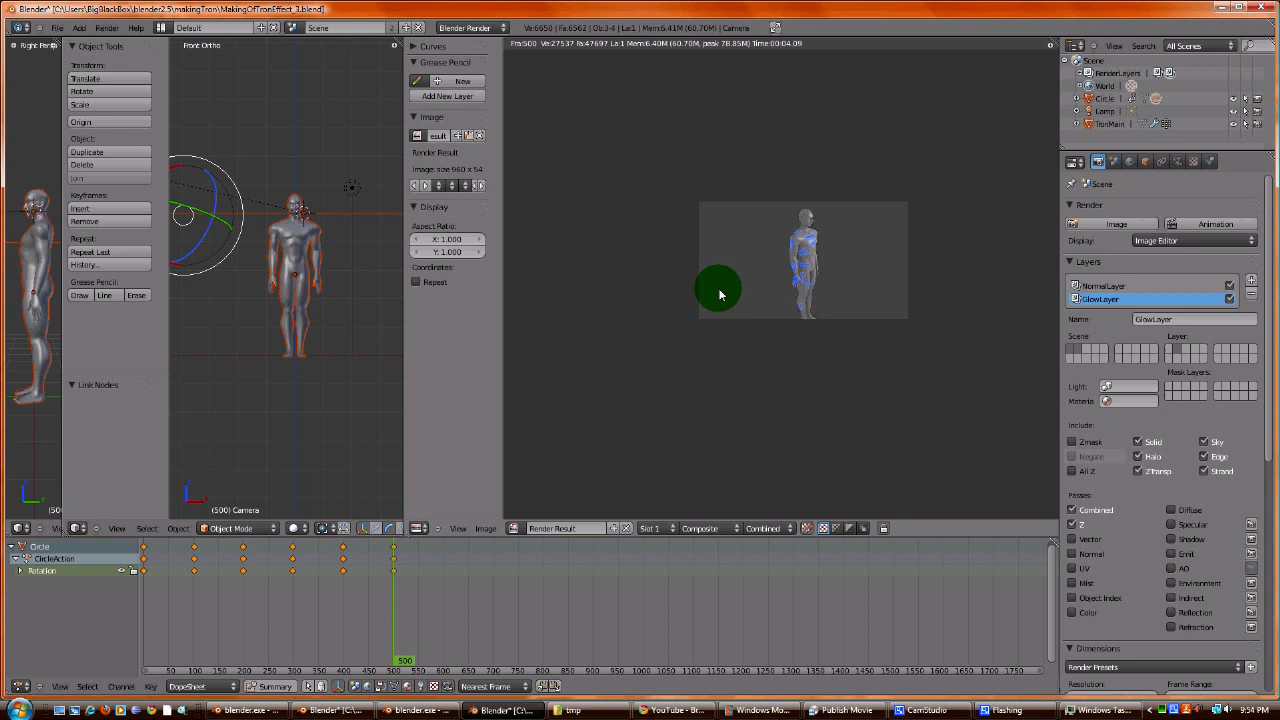 Blender* [C:\Users\BigBlackBox\blender2.5\makingTron\MakingOfTronEffect_3.blend]
File Add Render Help Default Scene 2 Blender Render Ve:6650 | Fa:6562 | Ob:3-4 | La:1 | Mem:6.41M (60.70M) | Camera
Right Persp
Object Tools
Front Ortho
Curves
Fra:500 Ve:27537 Fa:47697 La:1 Mem:6.40M (60.70M, peak 78.85M) Time:00:04.09
View Search All Scenes
Transform:
Translate
Rotate
Scale
Origin
Object:
Duplicate
Delete
Join
Keyframes:
Insert
Remove
Repeat:
Repeat Last
History...
Grease Pencil:
Draw Line Erase
Link Nodes
Grease Pencil
New
Add New Layer
Image
esult
Render Result
Image: size 960 x 54
Display
Aspect Ratio:
X: 1.000
Y: 1.000
Coordinates:
Repeat
Scene
RenderLayers
World
Circle
Lamp
TronMain
Scene
Render
Image Animation
Display: Image Editor
Layers
NormalLayer
GlowLayer
Name: GlowLayer
Scene: Layer:
Mask Layers:
Light:
Materia
Include:
Zmask Solid Sky
Negate Halo Edge
All Z ZTransp Strand
Passes:
Combined Diffuse
Z Specular
Vector Shadow
Normal Emit
UV AO
Mist Environment
Object Index Indirect
Color Reflection
Refraction
Dimensions
Render Presets
Resolution: Frame Range:
(50
(500) Camera
Vi View Select Object Object Mode
View Image Render Result Slot 1 Composite Combined
Circle
CircleAction
Rotation
500
50 100 150 200 250 300 350 400 450 500 550 600 650 700 750 800 850 900 950 1000 1050 1100 1150 1200 1250 1300 1350 1400 1450 1500 1550 1600 1650 1700 1750
View Select Channel Key DopeSheet Summary Nearest Frame
blender.exe - Blender* [C:\... blender.exe - Blender* [C:\... tmp YouTube - Br... Windows Mo... Publish Movie CamStudio Flashing Windows Tas... 9:54 PM